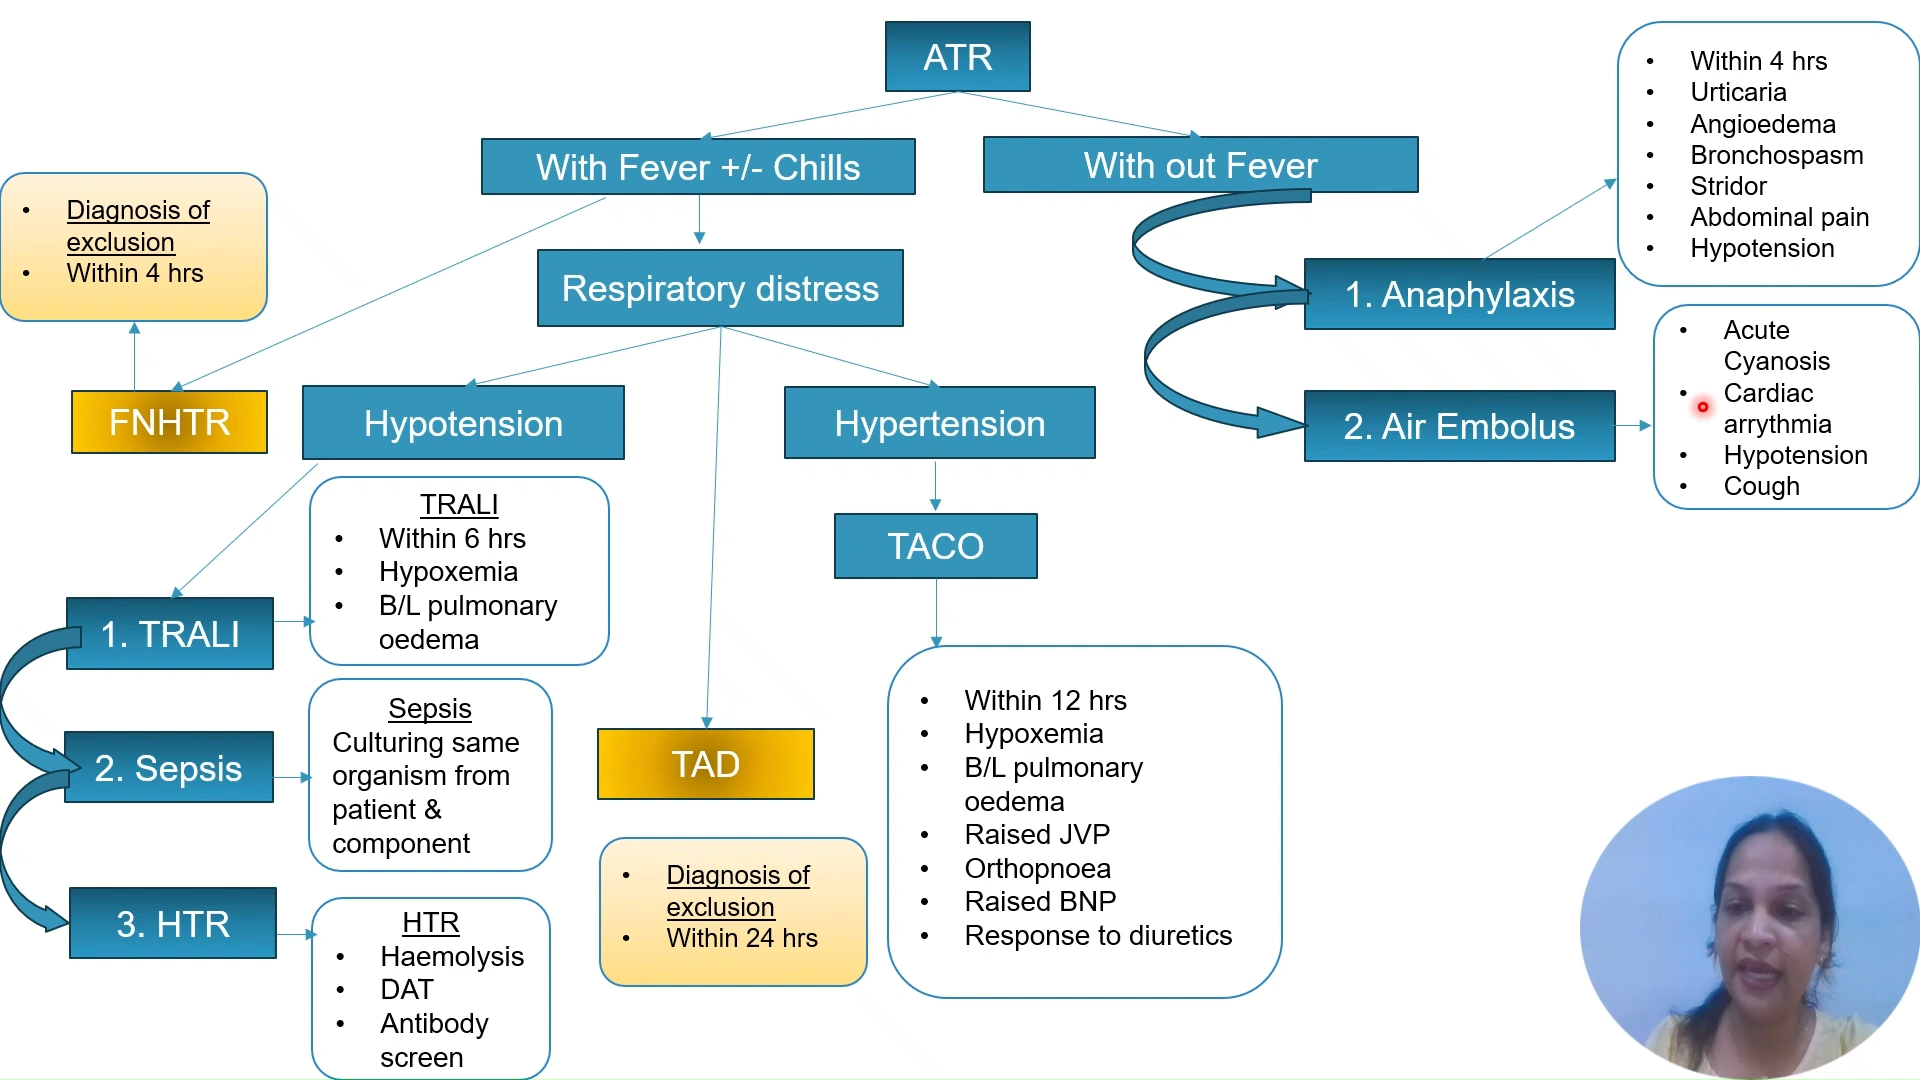 ATR
With Fever +/- Chills
With out Fever
• Within 4 hrs
• Urticaria
• Angioedema
• Bronchospasm
• Stridor
• Abdominal pain
• Hypotension
• Diagnosis of
exclusion
• Within 4 hrs
Respiratory distress
1. Anaphylaxis
• Acute
Cyanosis
• Cardiac
arrythmia
• Hypotension
• Cough
FNHTR
Hypotension
Hypertension
2. Air Embolus
TRALI
• Within 6 hrs
• Hypoxemia
• B/L pulmonary
oedema
TACO
1. TRALI
Sepsis
Culturing same
organism from
patient &
component
2. Sepsis
TAD
• Within 12 hrs
• Hypoxemia
• B/L pulmonary
oedema
• Raised JVP
• Orthopnoea
• Raised BNP
• Response to diuretics
• Diagnosis of
exclusion
• Within 24 hrs
3. HTR
HTR
• Haemolysis
• DAT
• Antibody
screen